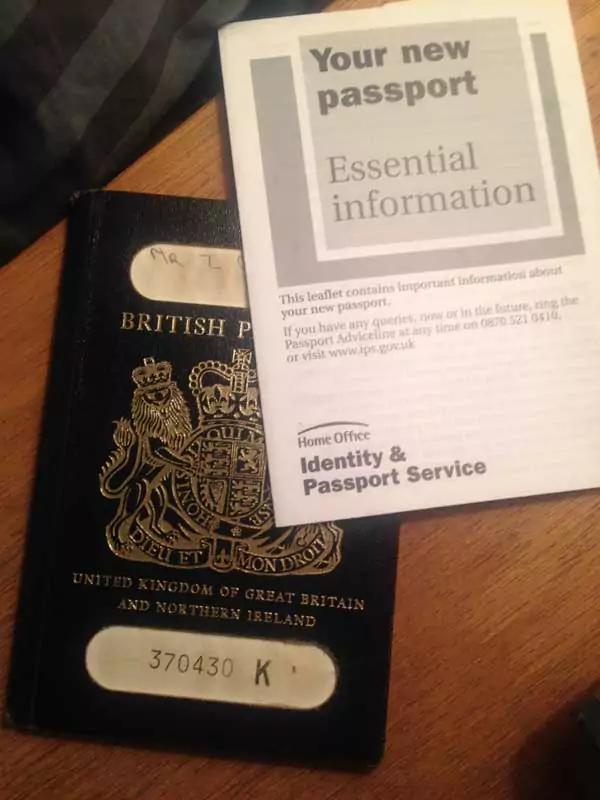 Your new
passport
Essential
information
This leaflet contains important information about
your new passport.
If you have any queries, now or in the future, ring the
Passport Adviceline at any time on 0870 521 0410,
or visit www.ips.gov.uk
Home Office
Identity &
Passport Service
MR
BRITISH P
DIEU ET MON DROIT
UNITED KINGDOM OF GREAT BRITAIN
AND NORTHERN IRELAND
370430 K